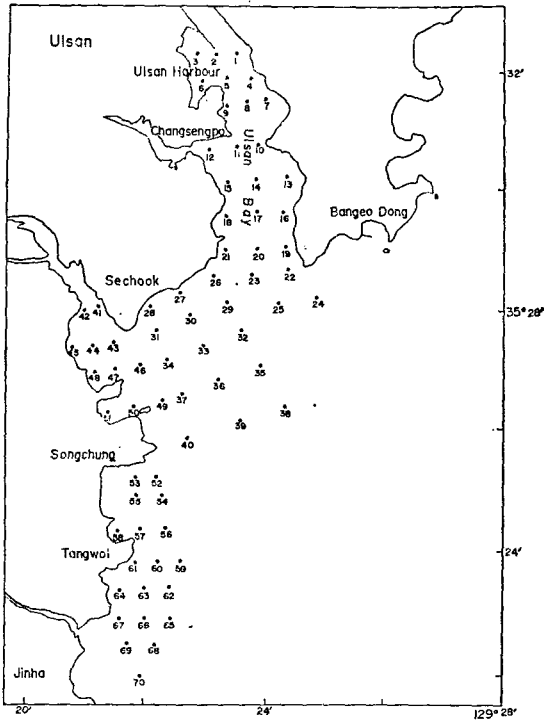 Ulsan
3 2 1
32'
Ulsan Harbour
6 5 4
9 8 7
Changsengpo
Ulsan Bay
12 11 10
15 14 13
18 17 16
Bangeo Dong
21 20 19
Sechook
26 23 22
27
28 29 25 24
35° 28'
42 41
30
31 32
45 44 43 33
48 47 46 34
35
36
37
51 50 49
38
39
40
Songchung
53 52
55 54
58 57 56
Tangwol
24'
61 60 59
64 63 62
67 66 65
69 68
Jinha
70
20' 24' 129° 28'